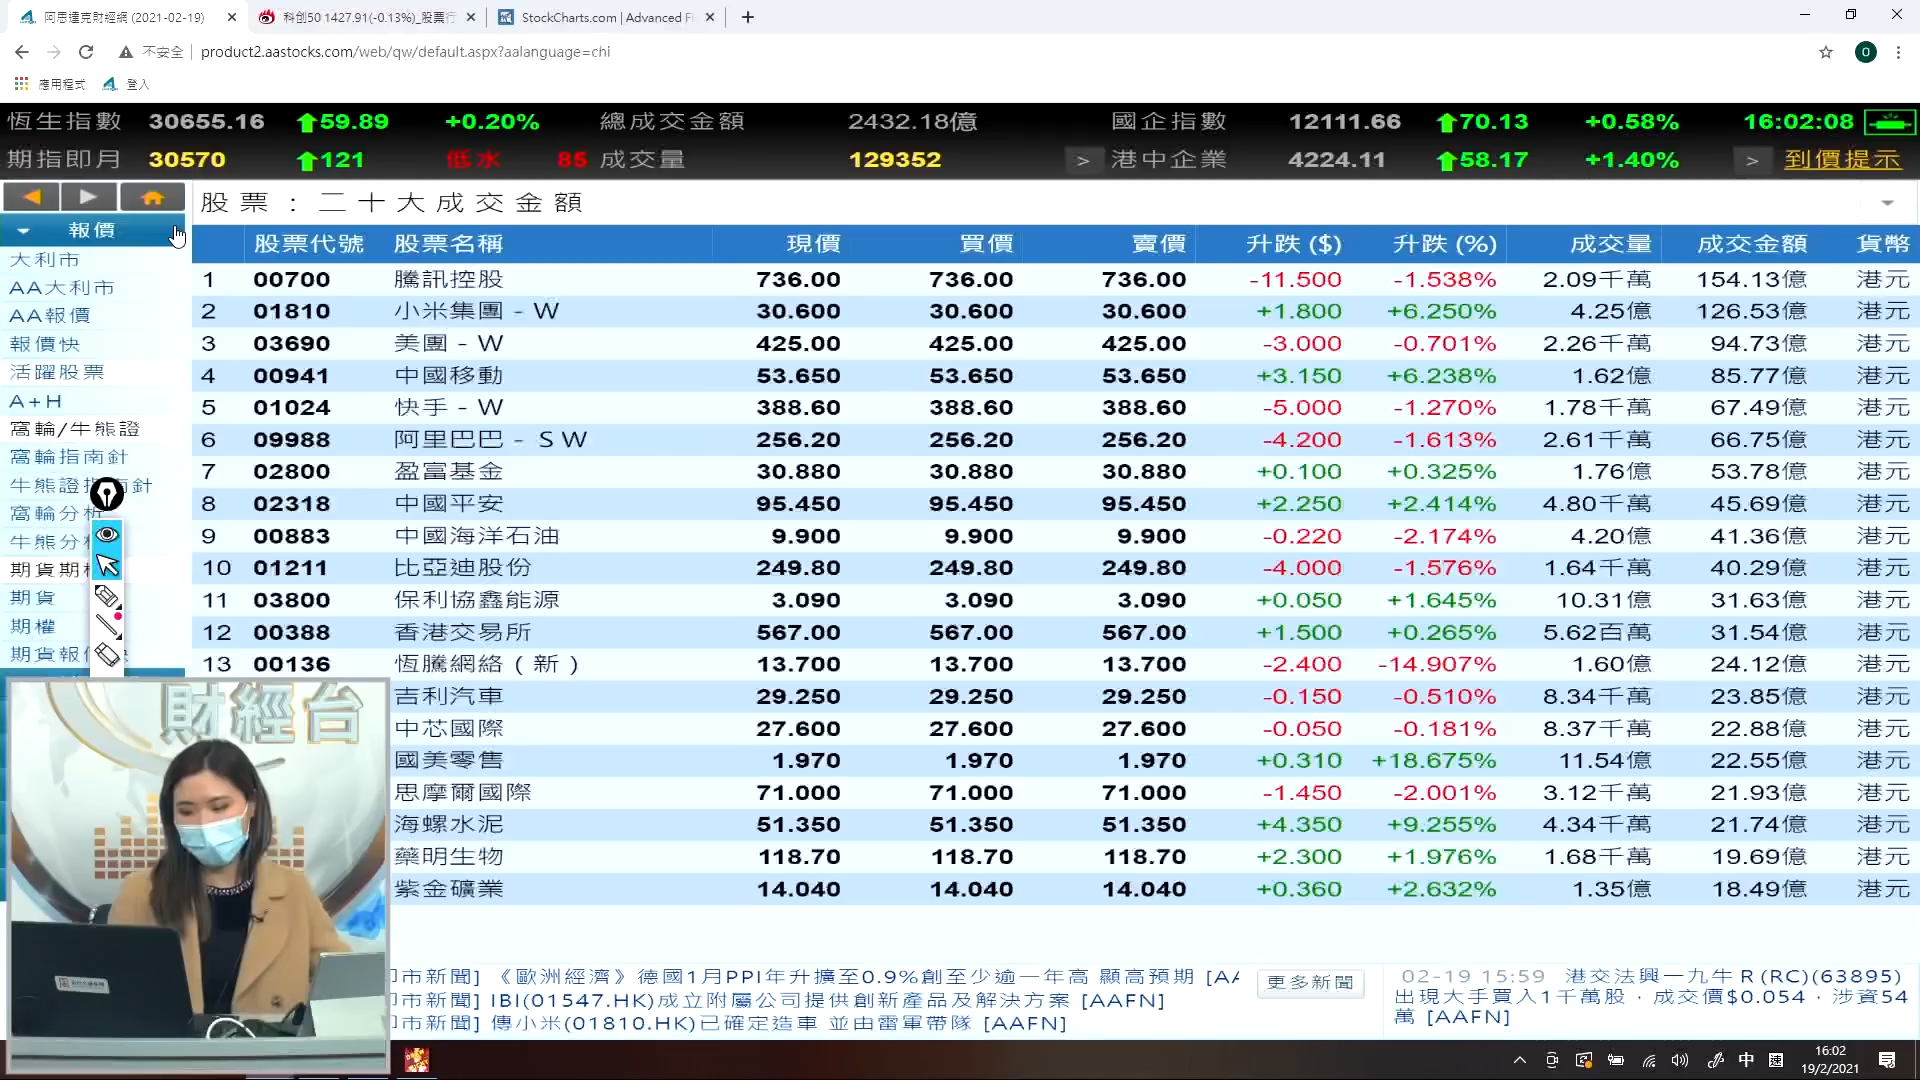 阿思達克財經網 (2021-02-19)
科创50 1427.91(-0.13%)_股票行
StockCharts.com | Advanced Fi
不安全
product2.aastocks.com/web/qw/default.aspx?aalanguage=chi
O
應用程式
登入
恆生指數 30655.16 59.89 +0.20% 總成交金額 2432.18億 國企指數 12111.66 70.13 +0.58% 16:02:08
期指即月 30570 121 低水 85 成交量 129352 > 港中企業 4224.11 58.17 +1.40% > 到價提示
股票：二十大成交金額
報價
大利市
AA大利市
AA報價
報價快
活躍股票
A+H
窩輪/牛熊證
窩輪指南針
牛熊證指南針
窩輪分析
牛熊分
期貨期
期貨
期權
期貨報
股票代號 股票名稱 現價 買價 賣價 升跌 ($) 升跌 (%) 成交量 成交金額 貨幣
1 00700 騰訊控股 736.00 736.00 736.00 -11.500 -1.538% 2.09千萬 154.13億 港元
2 01810 小米集團－W 30.600 30.600 30.600 +1.800 +6.250% 4.25億 126.53億 港元
3 03690 美團－W 425.00 425.00 425.00 -3.000 -0.701% 2.26千萬 94.73億 港元
4 00941 中國移動 53.650 53.650 53.650 +3.150 +6.238% 1.62億 85.77億 港元
5 01024 快手－W 388.60 388.60 388.60 -5.000 -1.270% 1.78千萬 67.49億 港元
6 09988 阿里巴巴－ＳＷ 256.20 256.20 256.20 -4.200 -1.613% 2.61千萬 66.75億 港元
7 02800 盈富基金 30.880 30.880 30.880 +0.100 +0.325% 1.76億 53.78億 港元
8 02318 中國平安 95.450 95.450 95.450 +2.250 +2.414% 4.80千萬 45.69億 港元
9 00883 中國海洋石油 9.900 9.900 9.900 -0.220 -2.174% 4.20億 41.36億 港元
10 01211 比亞迪股份 249.80 249.80 249.80 -4.000 -1.576% 1.64千萬 40.29億 港元
11 03800 保利協鑫能源 3.090 3.090 3.090 +0.050 +1.645% 10.31億 31.63億 港元
12 00388 香港交易所 567.00 567.00 567.00 +1.500 +0.265% 5.62百萬 31.54億 港元
13 00136 恆騰網絡（新） 13.700 13.700 13.700 -2.400 -14.907% 1.60億 24.12億 港元
吉利汽車 29.250 29.250 29.250 -0.150 -0.510% 8.34千萬 23.85億 港元
中芯國際 27.600 27.600 27.600 -0.050 -0.181% 8.37千萬 22.88億 港元
國美零售 1.970 1.970 1.970 +0.310 +18.675% 11.54億 22.55億 港元
思摩爾國際 71.000 71.000 71.000 -1.450 -2.001% 3.12千萬 21.93億 港元
海螺水泥 51.350 51.350 51.350 +4.350 +9.255% 4.34千萬 21.74億 港元
藥明生物 118.70 118.70 118.70 +2.300 +1.976% 1.68千萬 19.69億 港元
紫金礦業 14.040 14.040 14.040 +0.360 +2.632% 1.35億 18.49億 港元
財經台
市新聞] 《歐洲經濟》德國1月PPI年升擴至0.9%創至少逾一年高 顯高預期 [AA
市新聞] IBI(01547.HK)成立附屬公司提供創新產品及解決方案 [AAFN]
市新聞] 傳小米(01810.HK)已確定造車 並由雷軍帶隊 [AAFN]
更多新聞
02-19 15:59 港交法興一九牛Ｒ(RC)(63895)
出現大手買入1千萬股，成交價$0.054，涉資54
萬 [AAFN]
中
16:02
19/2/2021